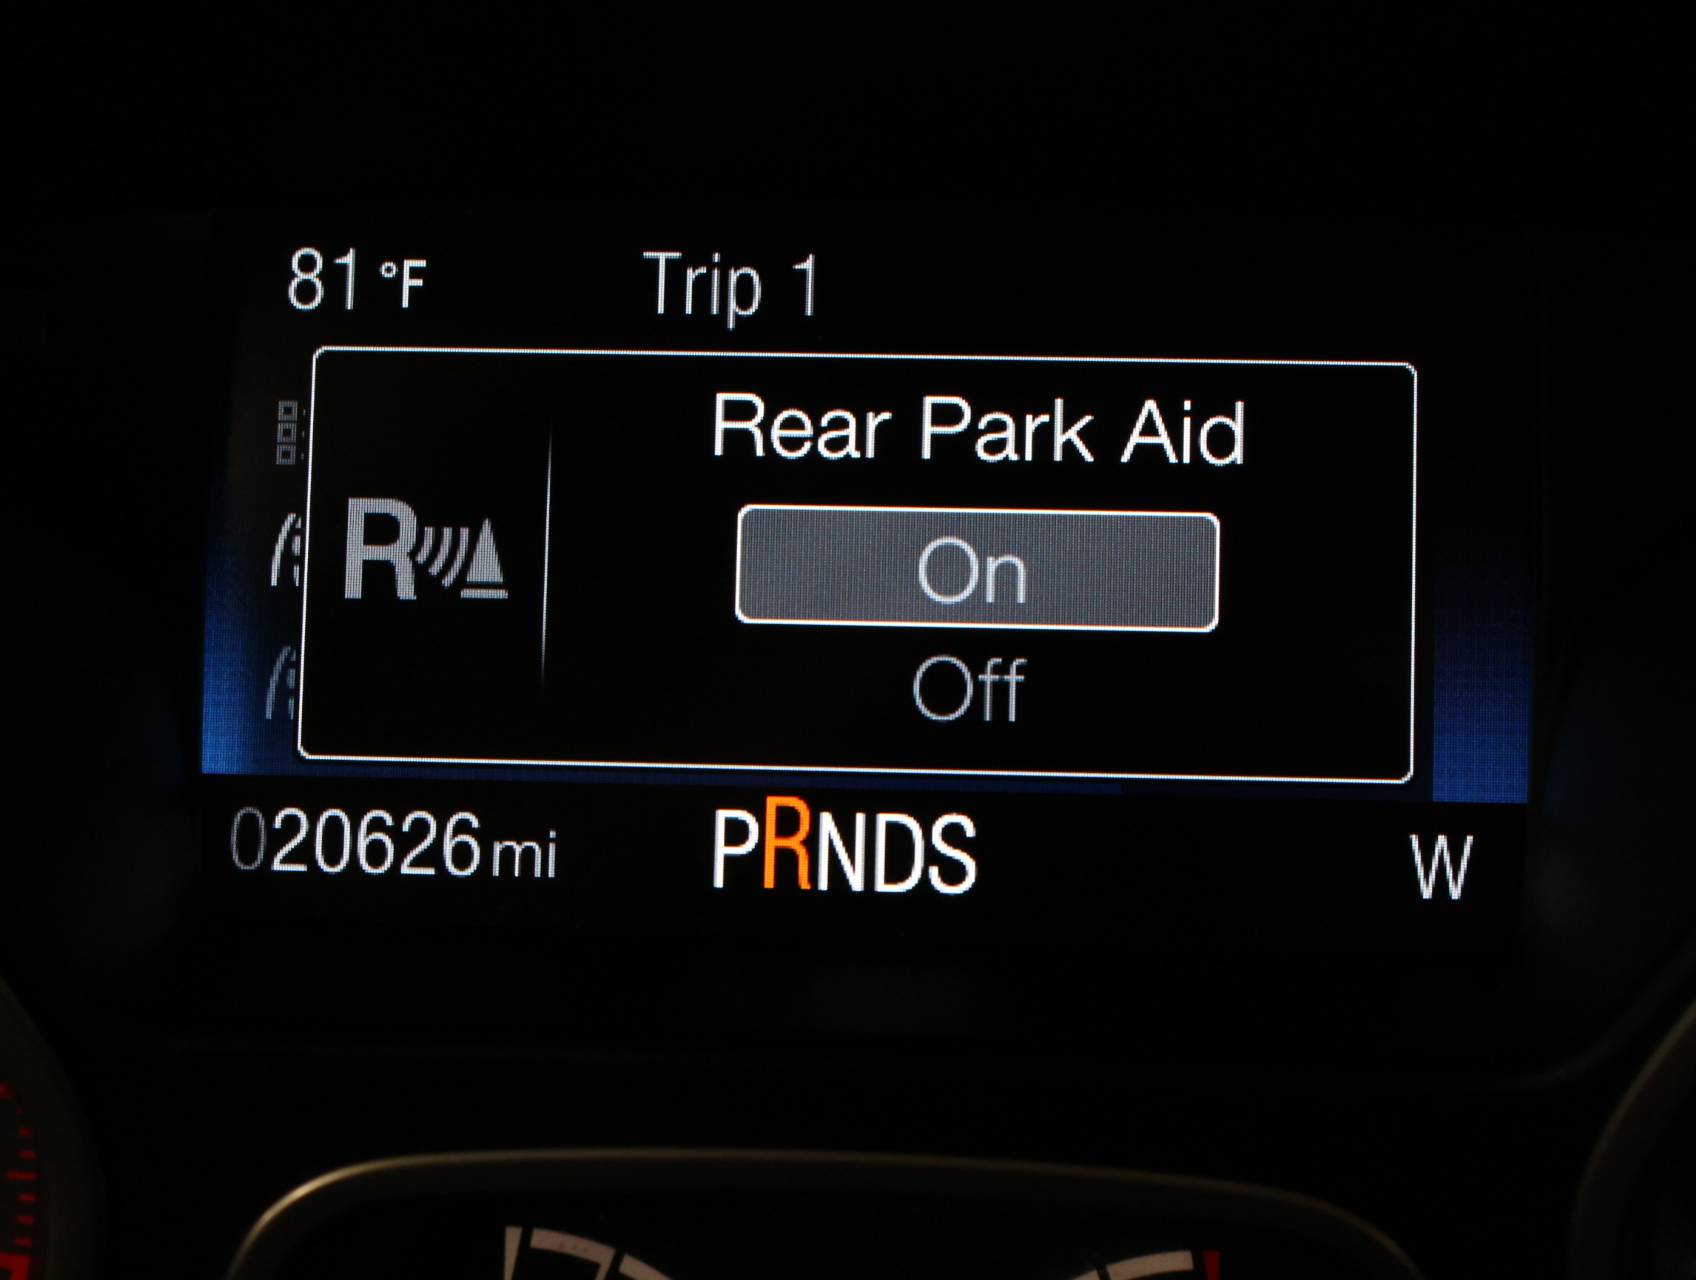 81 °F Trip 1
Rear Park Aid
R
On
Off
020626 mi PRNDS W